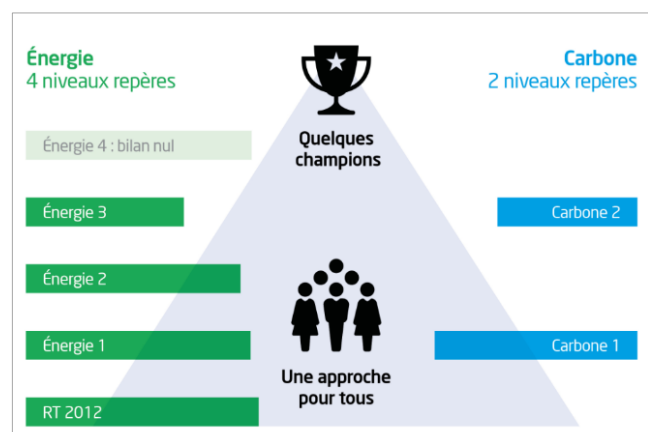 Énergie
4 niveaux repères
Énergie 4 : bilan nul
Énergie 3
Énergie 2
Énergie 1
RT 2012
Quelques
champions
Une approche
pour tous
Carbone
2 niveaux repères
Carbone 2
Carbone 1